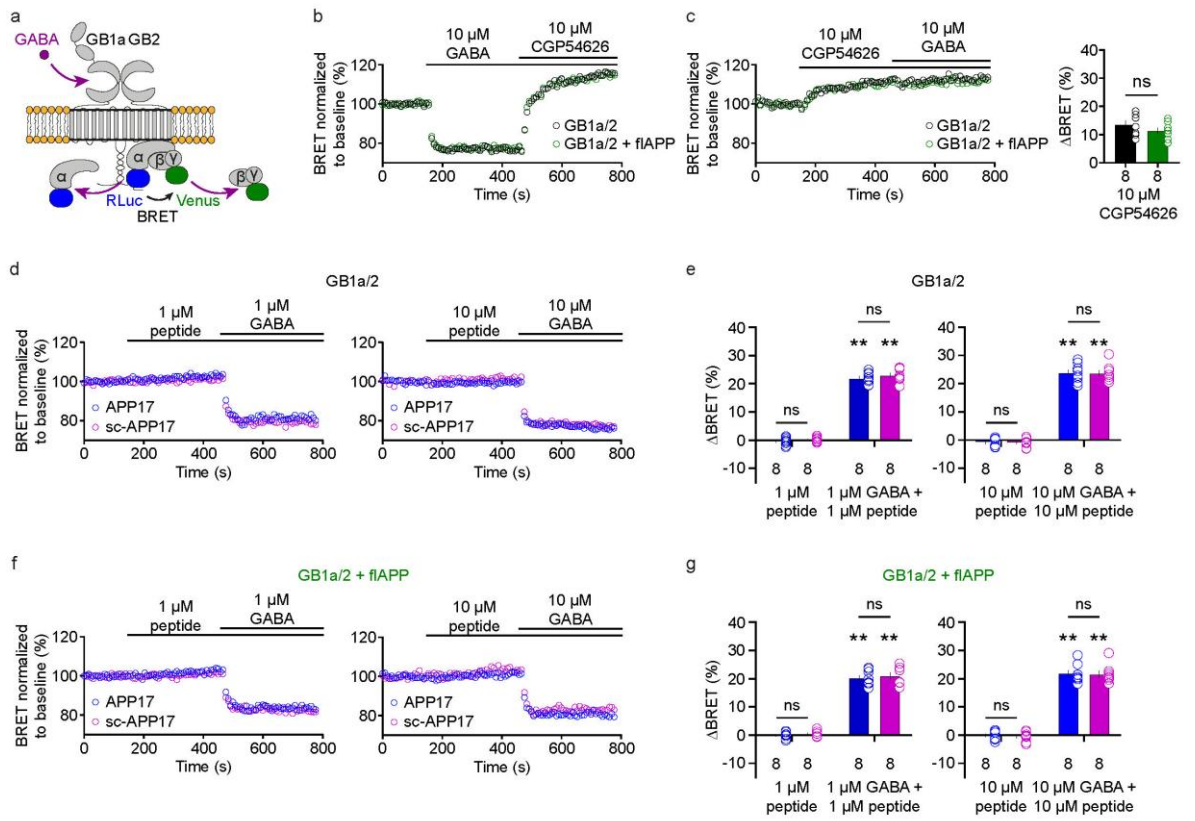 a
GABA
GB1a GB2
α
α
β γ
β γ
RLuc
Venus
BRET
b
10 µM
GABA
10 µM
CGP54626
BRET normalized
to baseline (%)
120
100
80
GB1a/2
GB1a/2 + flAPP
0 200 400 600 800
Time (s)
c
10 µM
CGP54626
10 µM
GABA
BRET normalized
to baseline (%)
120
100
80
GB1a/2
GB1a/2 + flAPP
0 200 400 600 800
Time (s)
ΔBRET (%)
40
30
20
10
0
ns
8 8
10 µM
CGP54626
d
GB1a/2
1 µM
peptide
1 µM
GABA
BRET normalized
to baseline (%)
120
100
80
APP17
sc-APP17
0 200 400 600 800
Time (s)
10 µM
peptide
10 µM
GABA
120
100
80
APP17
sc-APP17
0 200 400 600 800
Time (s)
e
GB1a/2
ΔBRET (%)
40
30
20
10
0
-10
ns
ns
** **
8 8 8 8
1 µM
peptide
1 µM GABA +
1 µM peptide
40
30
20
10
0
-10
ns
ns
** **
8 8 8 8
10 µM
peptide
10 µM GABA +
10 µM peptide
f
GB1a/2 + flAPP
1 µM
peptide
1 µM
GABA
BRET normalized
to baseline (%)
120
100
80
APP17
sc-APP17
0 200 400 600 800
Time (s)
10 µM
peptide
10 µM
GABA
120
100
80
APP17
sc-APP17
0 200 400 600 800
Time (s)
g
GB1a/2 + flAPP
ΔBRET (%)
40
30
20
10
0
-10
ns
ns
** **
8 8 8 8
1 µM
peptide
1 µM GABA +
1 µM peptide
40
30
20
10
0
-10
ns
ns
** **
8 8 8 8
10 µM
peptide
10 µM GABA +
10 µM peptide